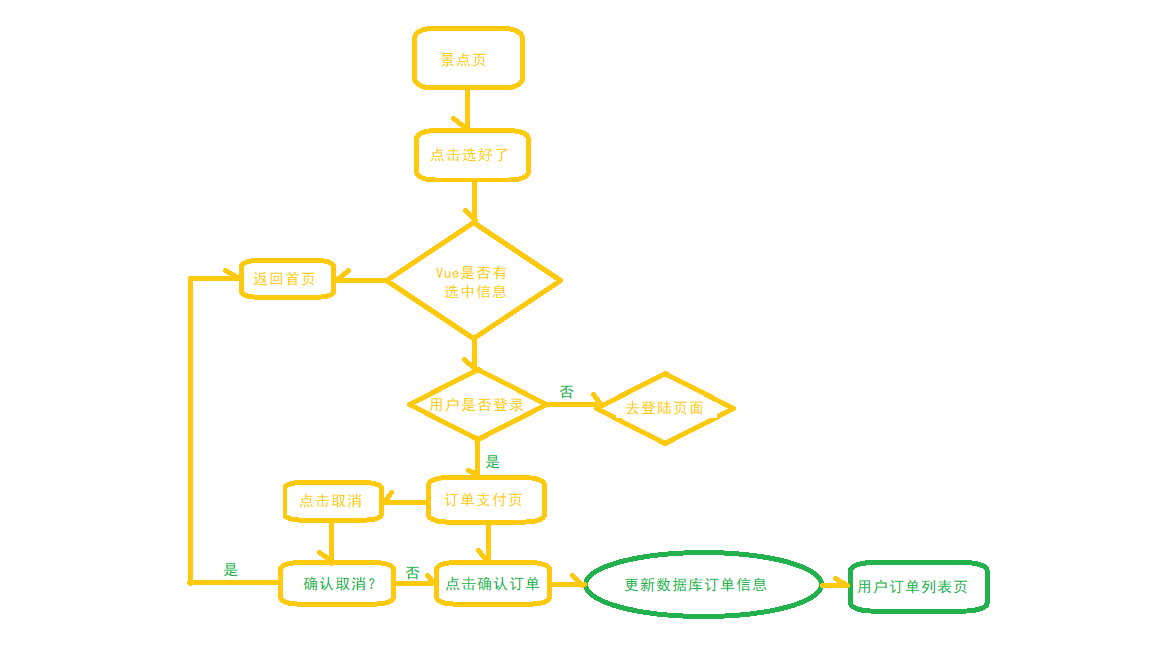 景点页
点击选好了
Vue是否有
选中信息
返回首页
用户是否登录
否
去登陆页面
是
订单支付页
点击取消
是
确认取消？
否
点击确认订单
更新数据库订单信息
用户订单列表页